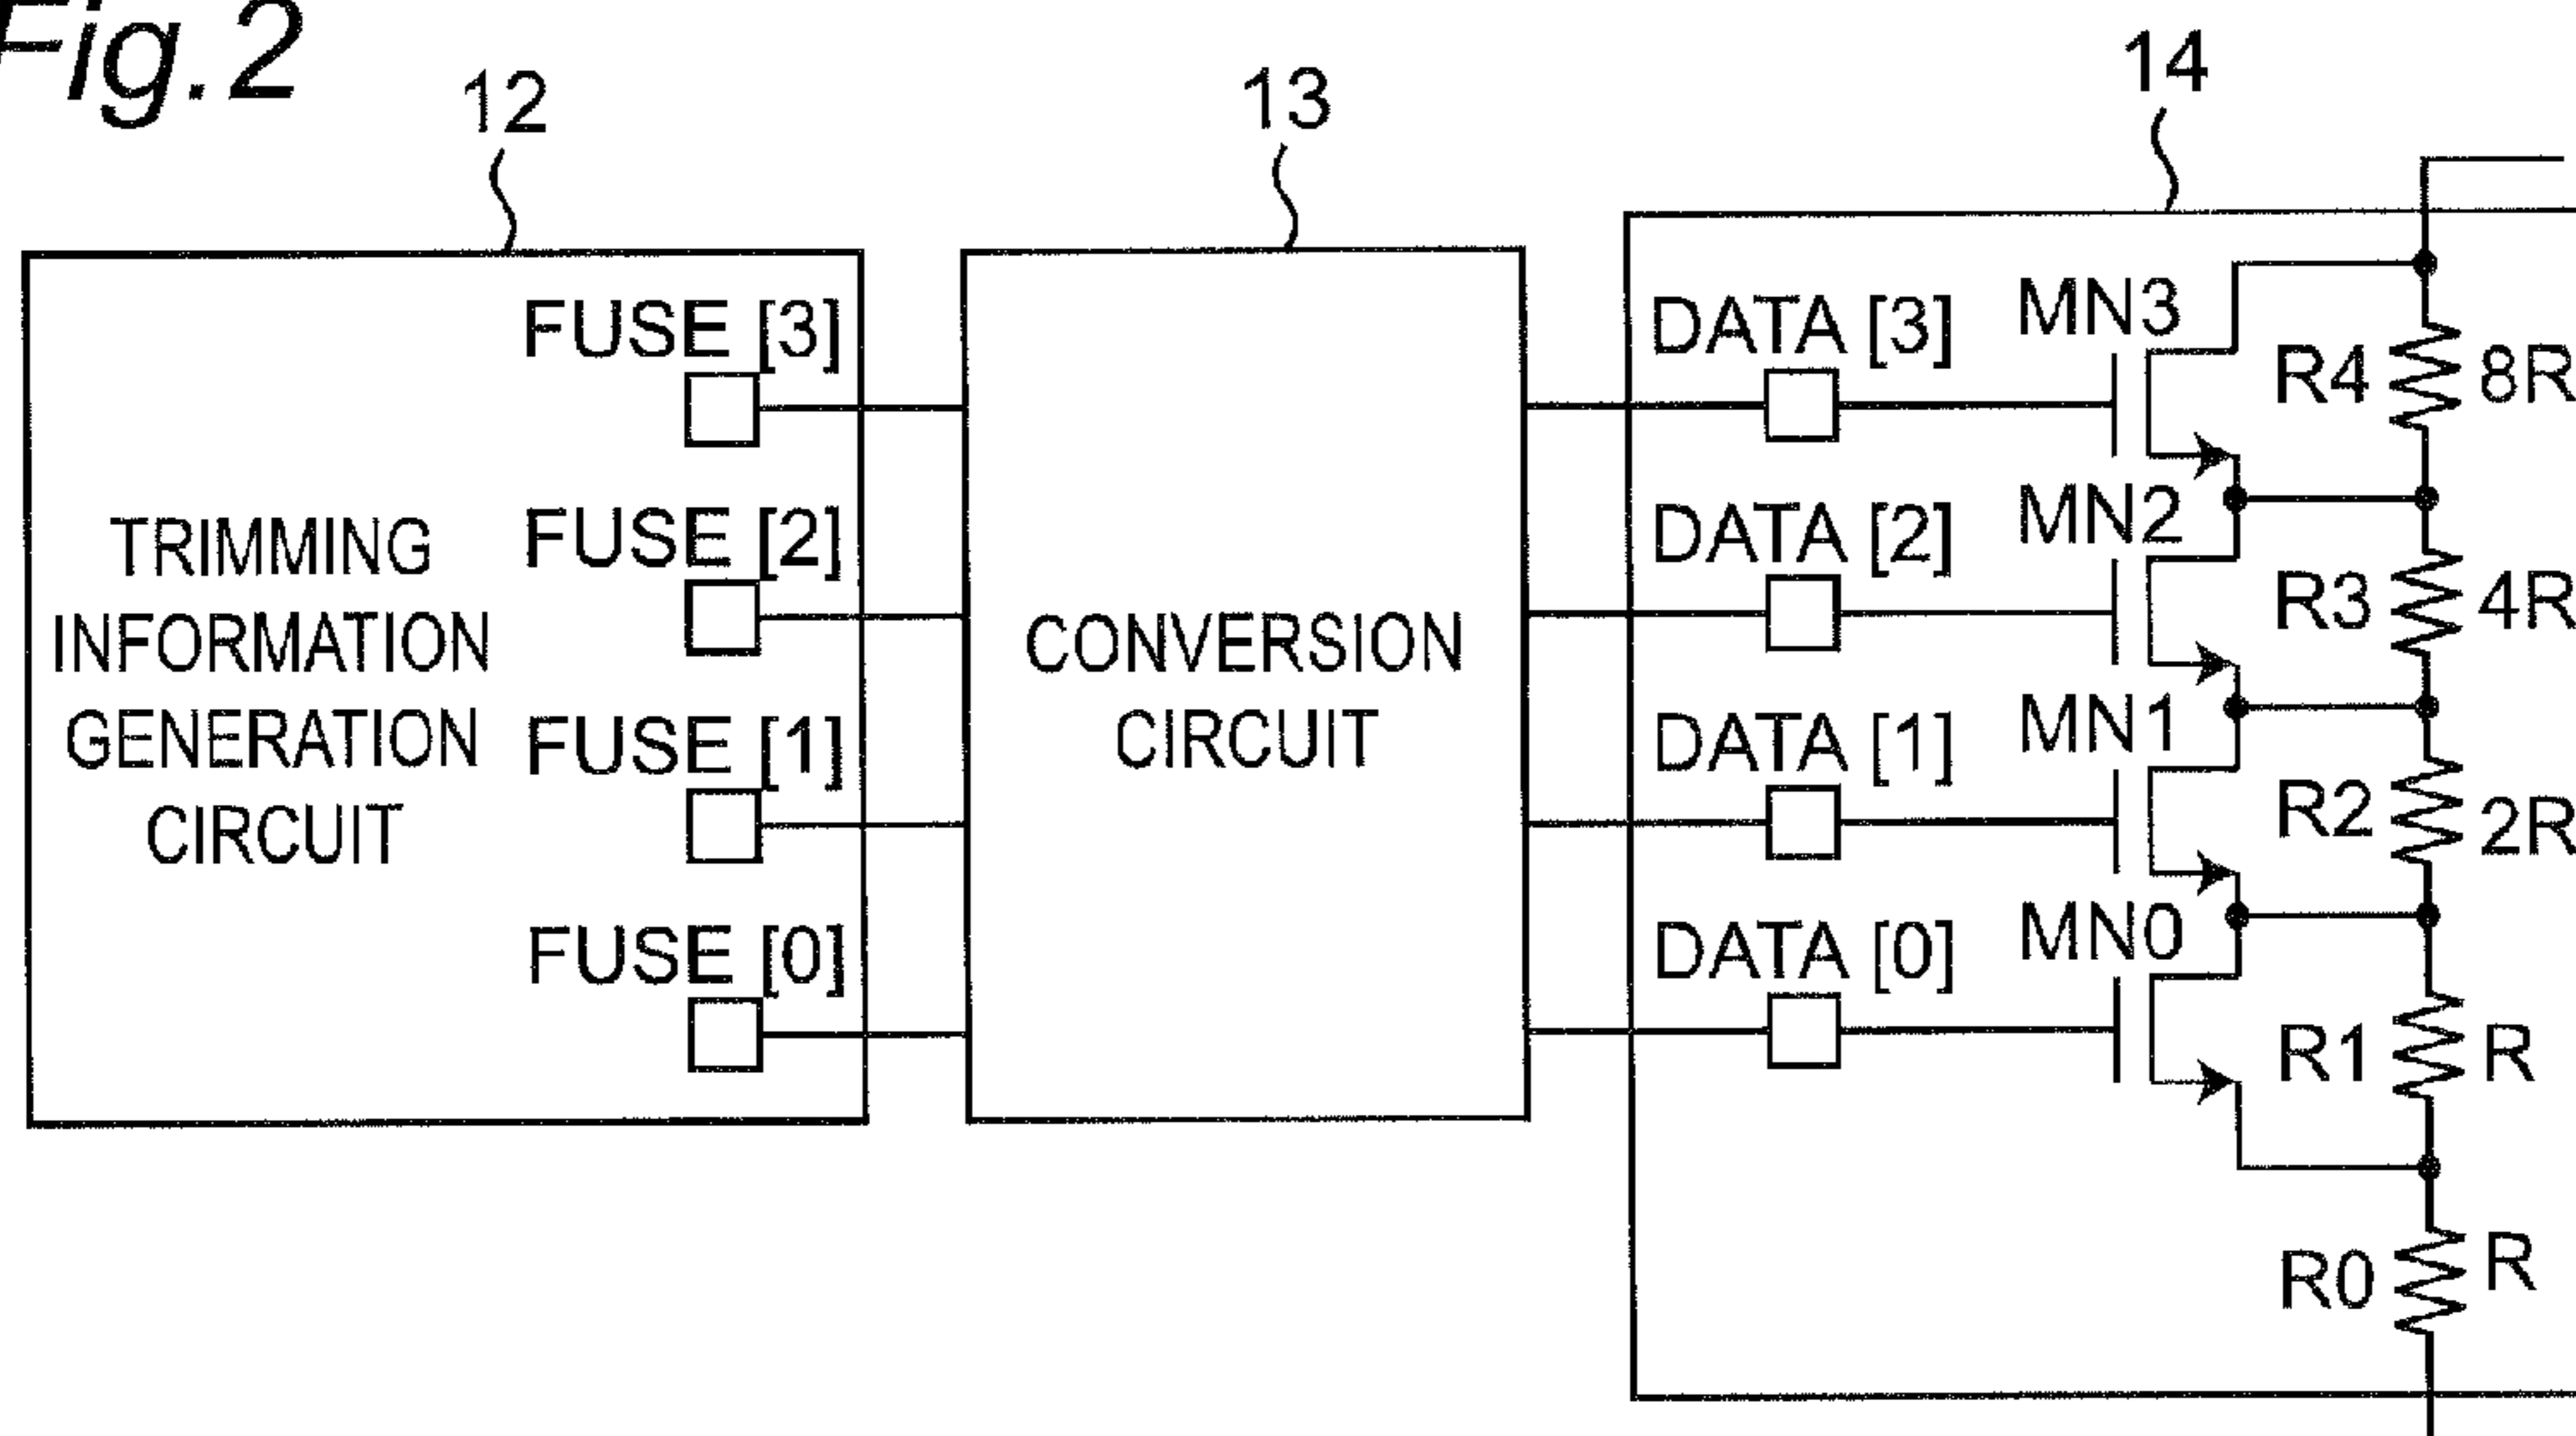 Fig.2
12
13
14
FUSE [3]
FUSE [2]
FUSE [1]
FUSE [0]
TRIMMING
INFORMATION
GENERATION
CIRCUIT
CONVERSION
CIRCUIT
DATA [3]
DATA [2]
DATA [1]
DATA [0]
MN3
MN2
MN1
MN0
R4
8R
R3
4R
R2
2R
R1
R
R0
R